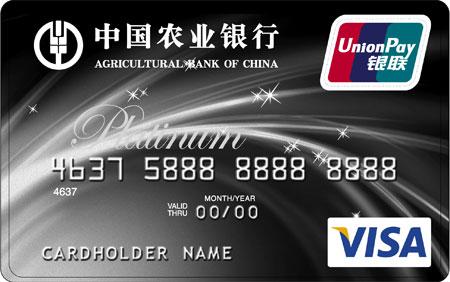 中国农业银行
AGRICULTURAL BANK OF CHINA
UnionPay
银联
Platinum
4637 5888 8888 8888
4637
MONTH/YEAR
VALID THRU 00/00
CARDHOLDER NAME
VISA